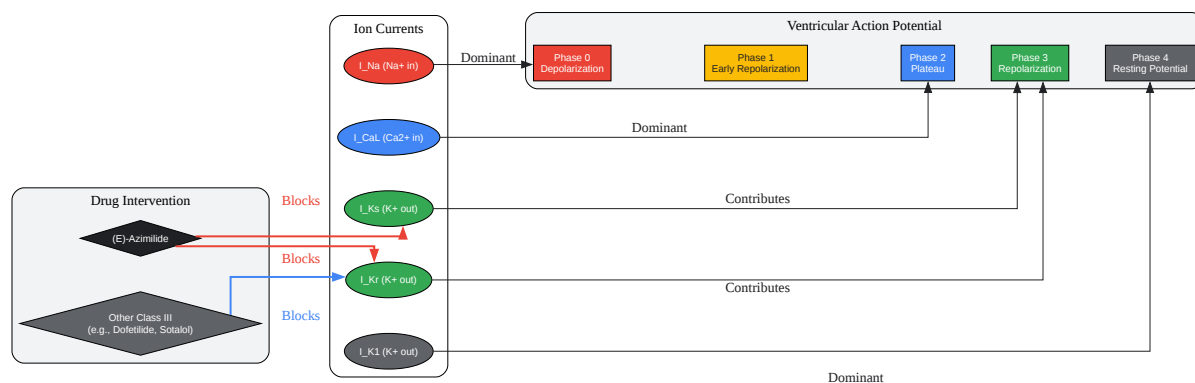 Ion Currents
Ventricular Action Potential
I_Na (Na+ in)
Dominant
Phase 0
Depolarization
Phase 1
Early Repolarization
Phase 2
Plateau
Phase 3
Repolarization
Phase 4
Resting Potential
I_CaL (Ca2+ in)
Dominant
Drug Intervention
Blocks
I_Ks (K+ out)
Contributes
(E)-Azimilide
Blocks
I_Kr (K+ out)
Contributes
Other Class III
(e.g., Dofetilide, Sotalol)
Blocks
I_K1 (K+ out)
Dominant